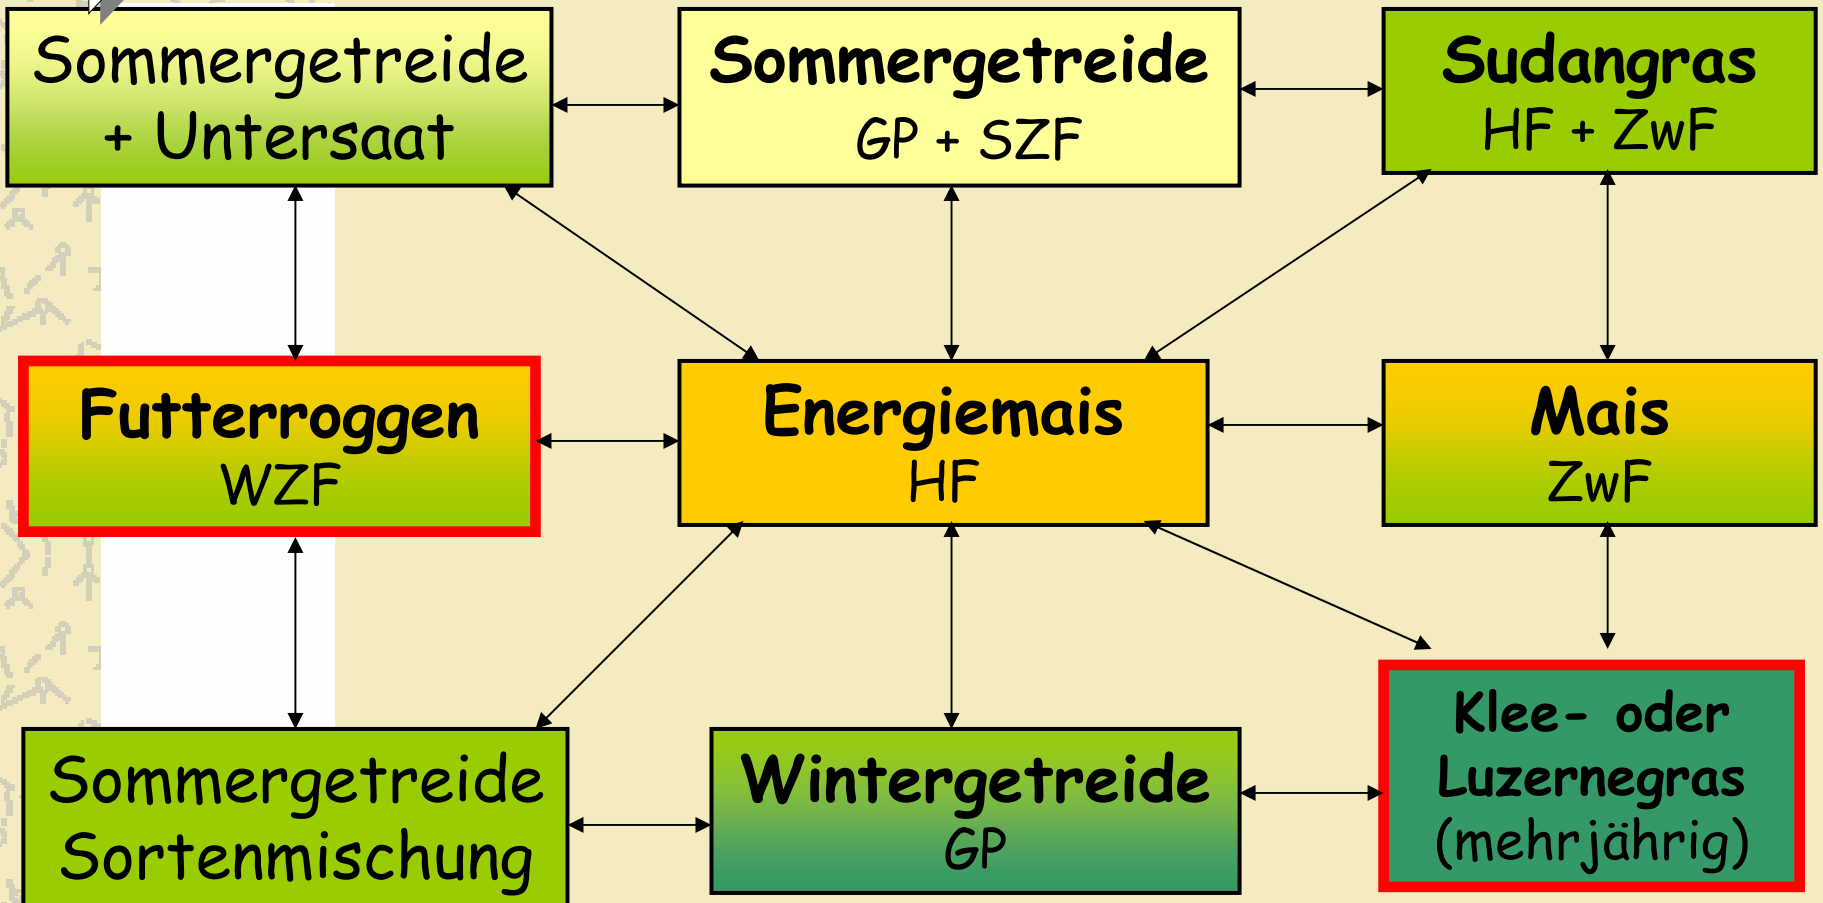 Sommergetreide
+ Untersaat
Sommergetreide
GP + SZF
Sudangras
HF + ZwF
Futterroggen
WZF
Energiemais
HF
Mais
ZwF
Sommergetreide
Sortenmischung
Wintergetreide
GP
Klee- oder
Luzernegras
(mehrjährig)